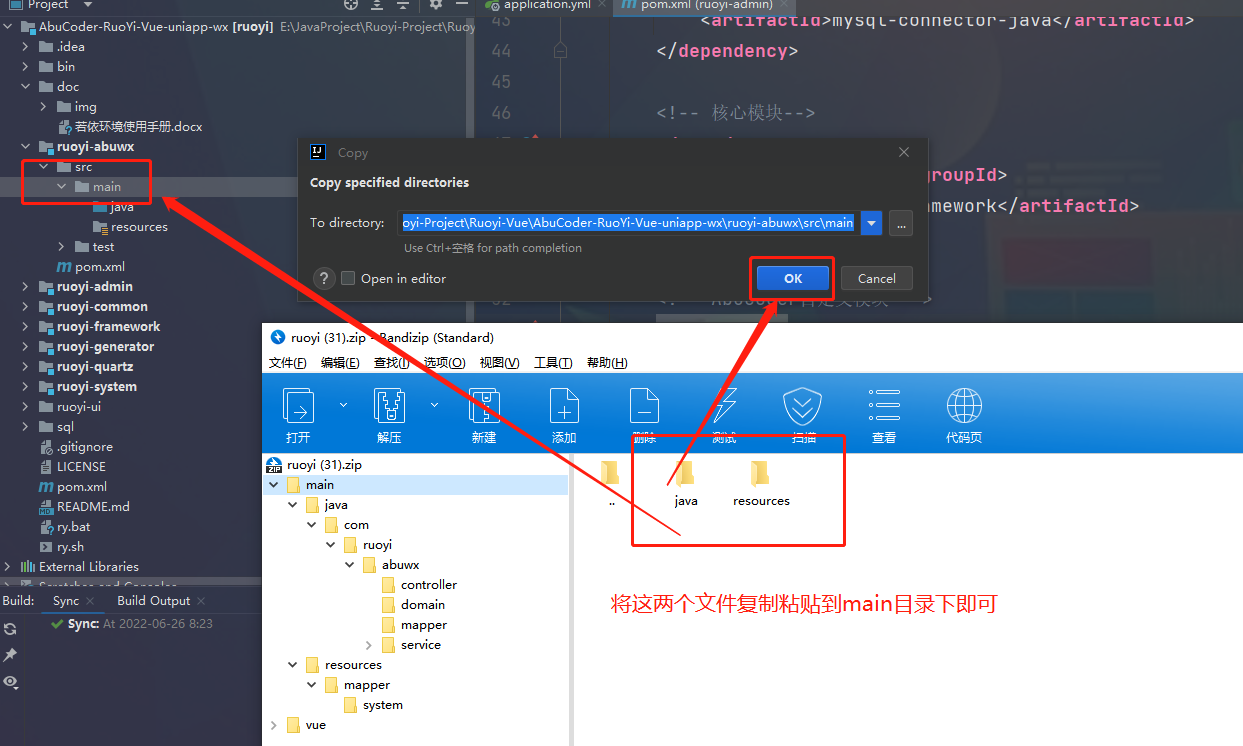 Project
application.yml
pom.xml (ruoyi-admin)
AbuCoder-RuoYi-Vue-uniapp-wx [ruoyi] E:\JavaProject\Ruoyi-Project\Ruoy
.idea
bin
doc
img
若依环境使用手册.docx
ruoyi-abuwx
src
main
java
resources
test
pom.xml
ruoyi-admin
ruoyi-common
ruoyi-framework
ruoyi-generator
ruoyi-quartz
ruoyi-system
ruoyi-ui
sql
.gitignore
LICENSE
pom.xml
README.md
ry.bat
ry.sh
External Libraries
Scratches and Consoles
Build:
Sync
Build Output
Sync: At 2022-06-26 8:23
43
<artifactId>mysql-connector-java</artifactId>
44
</dependency>
45
46
<!-- 核心模块-->
groupId>
mework</artifactId>
Copy
Copy specified directories
To directory:
oyi-Project\Ruoyi-Vue\AbuCoder-RuoYi-Vue-uniapp-wx\ruoyi-abuwx\src\main
...
Use Ctrl+空格 for path completion
?
Open in editor
OK
Cancel
ruoyi (31).zip - Bandizip (Standard)
文件(F) 编辑(E) 查找(I) 选项(O) 视图(V) 工具(T) 帮助(H)
打开 解压 新建 添加 删除 测试 扫描 查看 代码页
ruoyi (31).zip
main
java
com
ruoyi
abuwx
controller
domain
mapper
service
resources
mapper
system
vue
..
java
resources
将这两个文件复制粘贴到main目录下即可